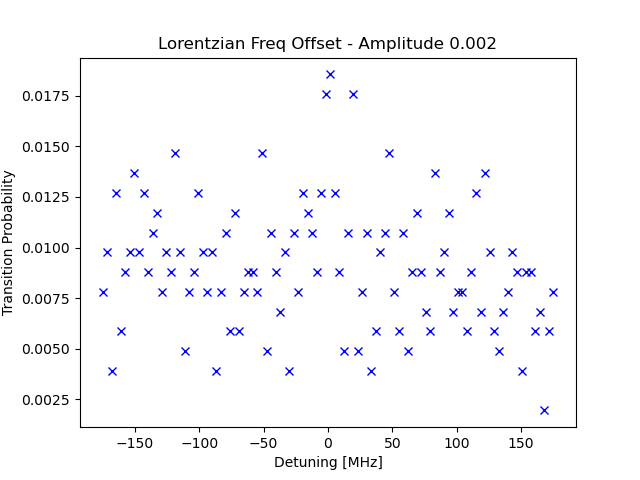 Lorentzian Freq Offset - Amplitude 0.002
Transition Probability
0.0175
0.0150
0.0125
0.0100
0.0075
0.0050
0.0025
−150 −100 −50 0 50 100 150
Detuning [MHz]